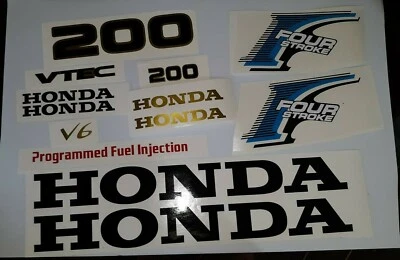 200
FOUR
STROKE
VTEC
200
HONDA
HONDA
HONDA
HONDA
FOUR
STROKE
V6
Programmed Fuel Injection
HONDA
HONDA